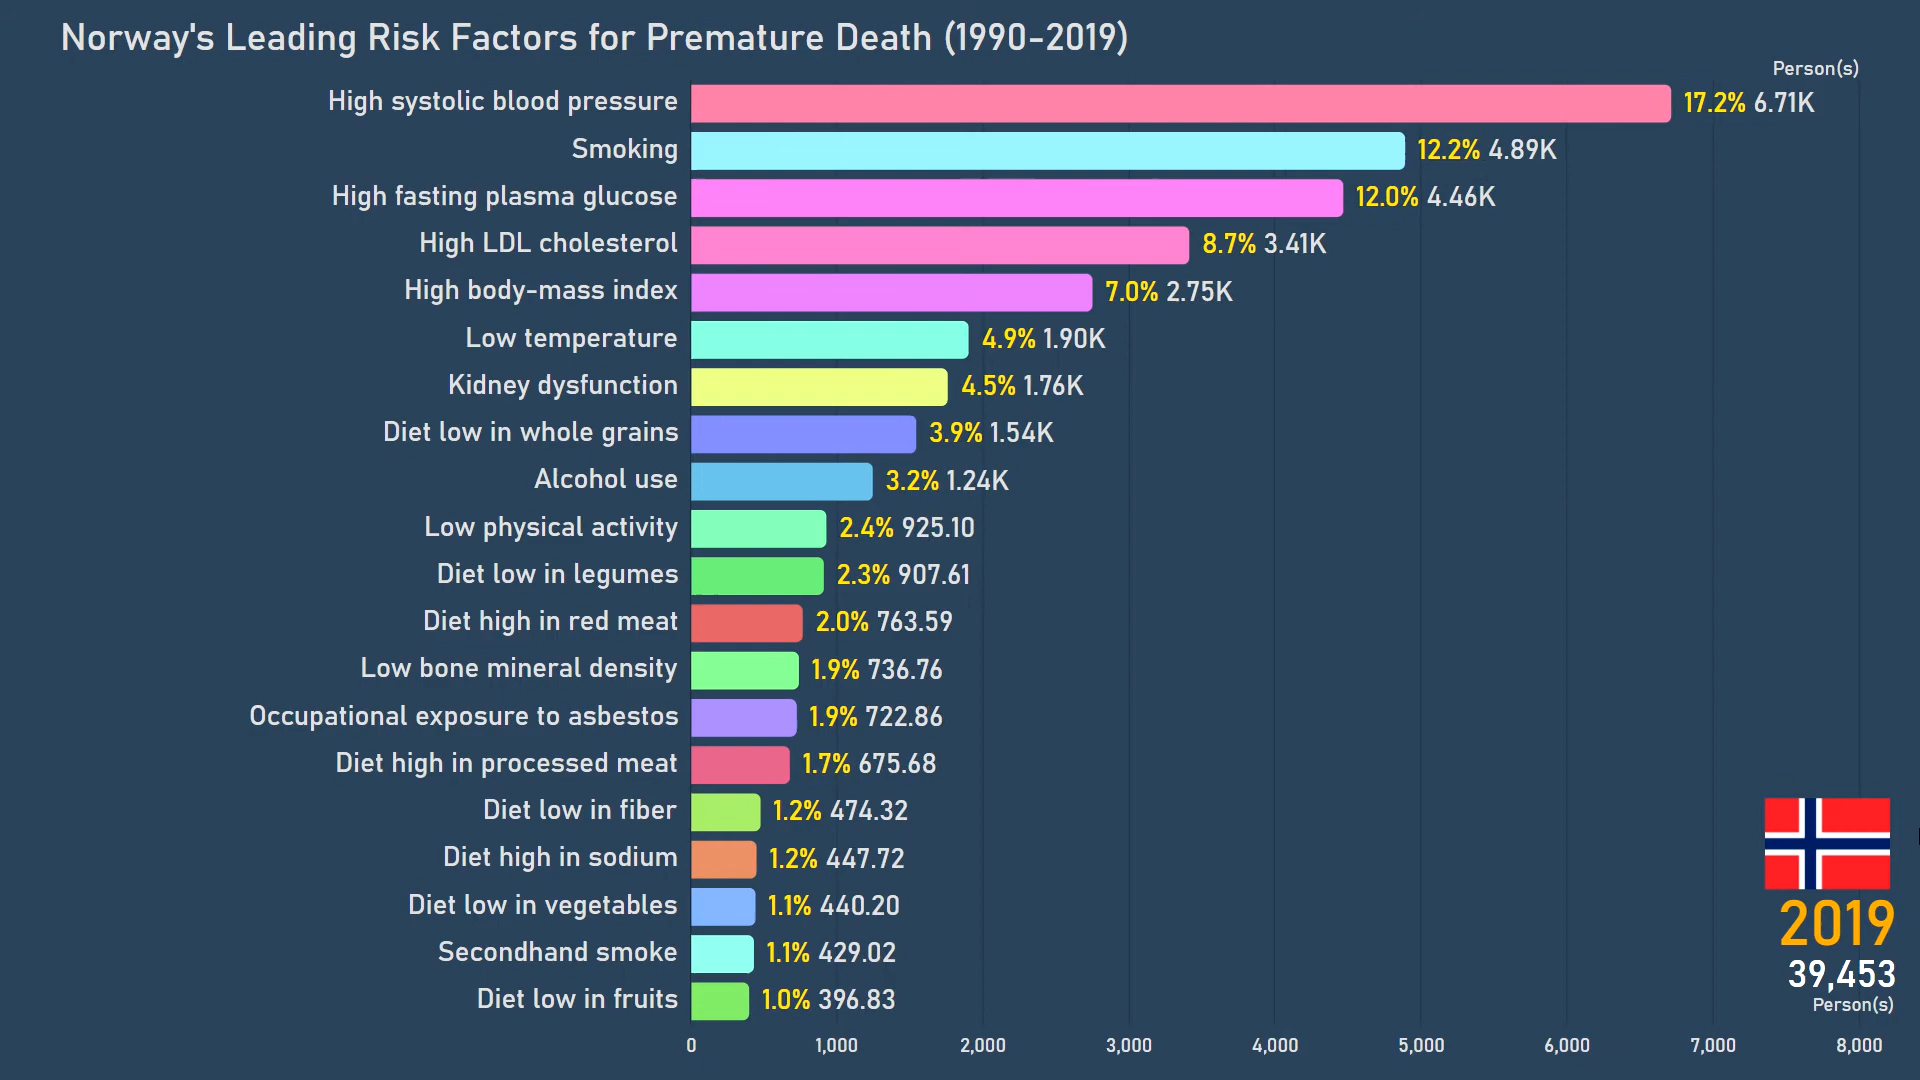 Norway's Leading Risk Factors for Premature Death (1990-2019)
Person(s)
High systolic blood pressure 17.2% 6.71K
Smoking 12.2% 4.89K
High fasting plasma glucose 12.0% 4.46K
High LDL cholesterol 8.7% 3.41K
High body-mass index 7.0% 2.75K
Low temperature 4.9% 1.90K
Kidney dysfunction 4.5% 1.76K
Diet low in whole grains 3.9% 1.54K
Alcohol use 3.2% 1.24K
Low physical activity 2.4% 925.10
Diet low in legumes 2.3% 907.61
Diet high in red meat 2.0% 763.59
Low bone mineral density 1.9% 736.76
Occupational exposure to asbestos 1.9% 722.86
Diet high in processed meat 1.7% 675.68
Diet low in fiber 1.2% 474.32
Diet high in sodium 1.2% 447.72
Diet low in vegetables 1.1% 440.20
Secondhand smoke 1.1% 429.02
Diet low in fruits 1.0% 396.83
2019
39,453
Person(s)
0 1,000 2,000 3,000 4,000 5,000 6,000 7,000 8,000